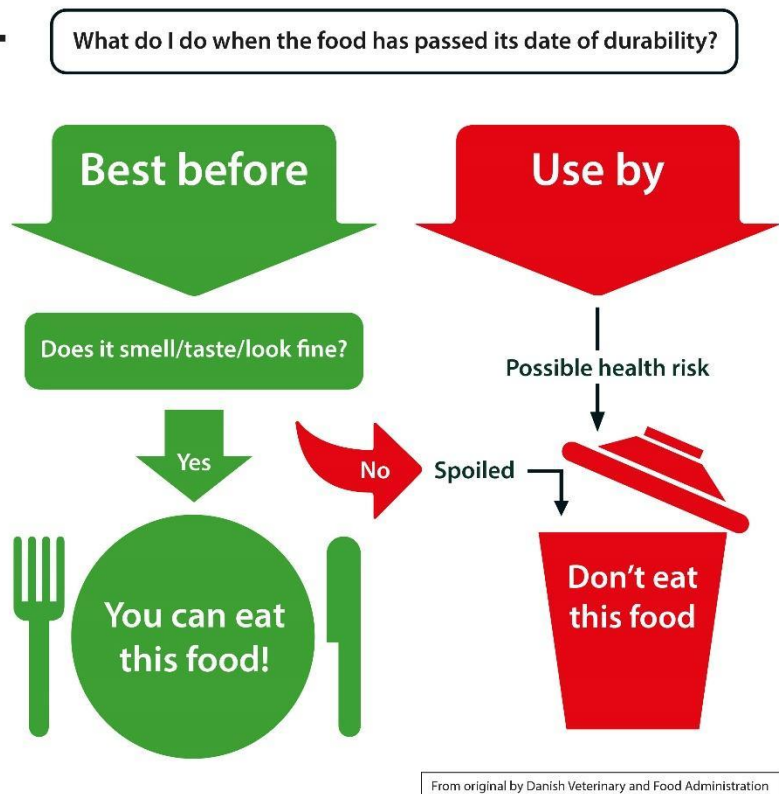 What do I do when the food has passed its date of durability?
Best before
Use by
Does it smell/taste/look fine?
Possible health risk
Yes
No
Spoiled
You can eat
this food!
Don't eat
this food
From original by Danish Veterinary and Food Administration